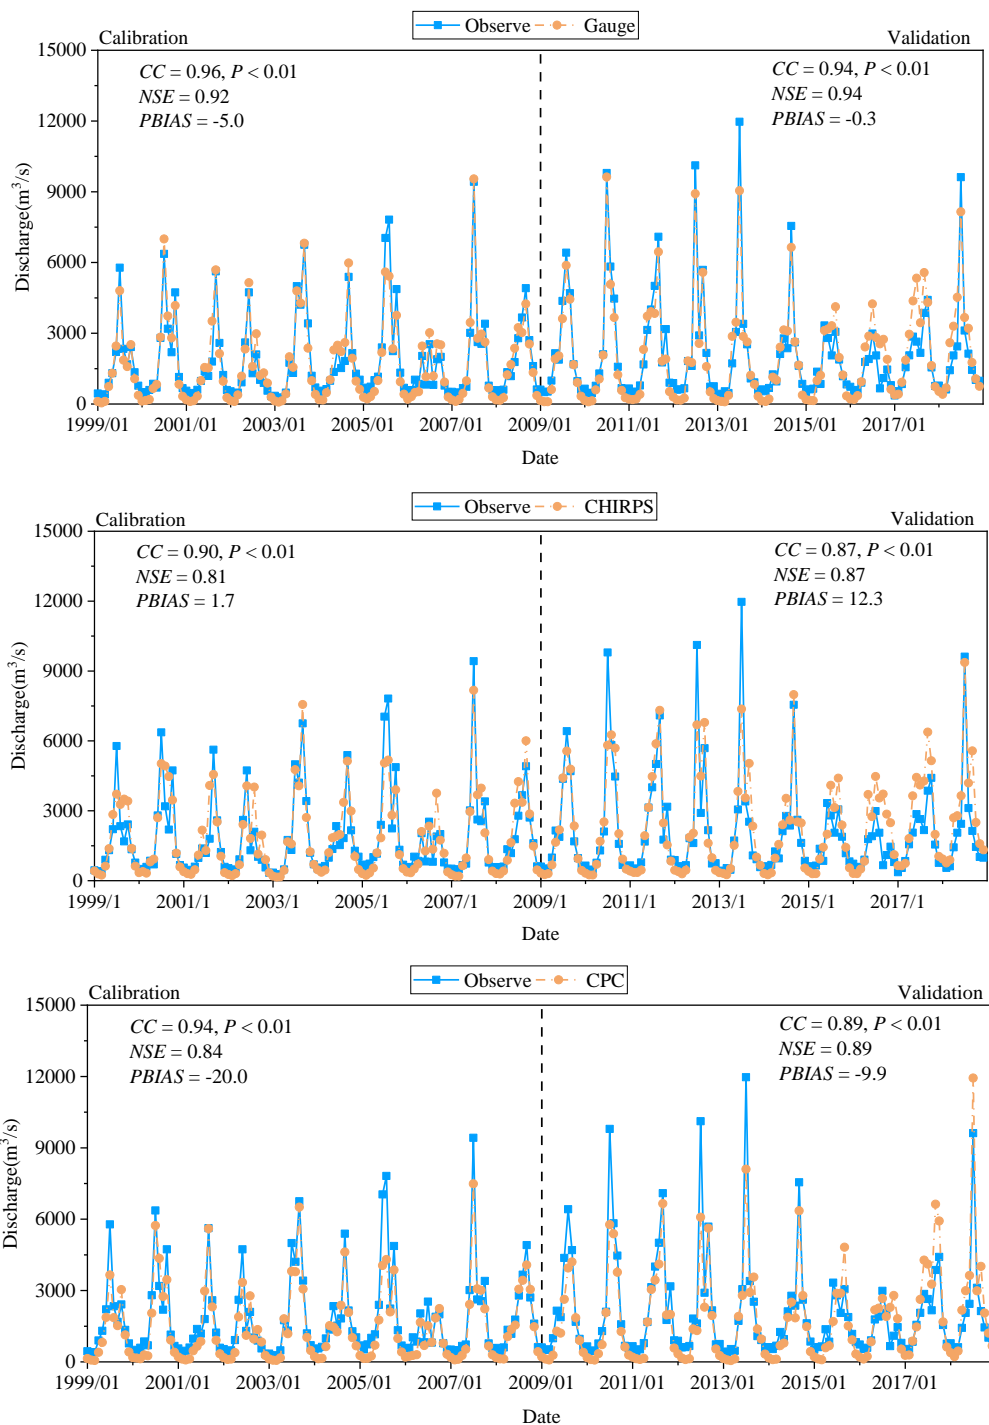 Observe Gauge
Calibration Validation
CC = 0.96, P < 0.01 CC = 0.94, P < 0.01
NSE = 0.92 NSE = 0.94
PBIAS = -5.0 PBIAS = -0.3
15000
12000
9000
6000
3000
0
Discharge(m³/s)
1999/01 2001/01 2003/01 2005/01 2007/01 2009/01 2011/01 2013/01 2015/01 2017/01
Date
Observe CHIRPS
Calibration Validation
CC = 0.90, P < 0.01 CC = 0.87, P < 0.01
NSE = 0.81 NSE = 0.87
PBIAS = 1.7 PBIAS = 12.3
15000
12000
9000
6000
3000
0
Discharge(m³/s)
1999/1 2001/1 2003/1 2005/1 2007/1 2009/1 2011/1 2013/1 2015/1 2017/1
Date
Observe CPC
Calibration Validation
CC = 0.94, P < 0.01 CC = 0.89, P < 0.01
NSE = 0.84 NSE = 0.89
PBIAS = -20.0 PBIAS = -9.9
15000
12000
9000
6000
3000
0
Discharge(m³/s)
1999/01 2001/01 2003/01 2005/01 2007/01 2009/01 2011/01 2013/01 2015/01 2017/01
Date